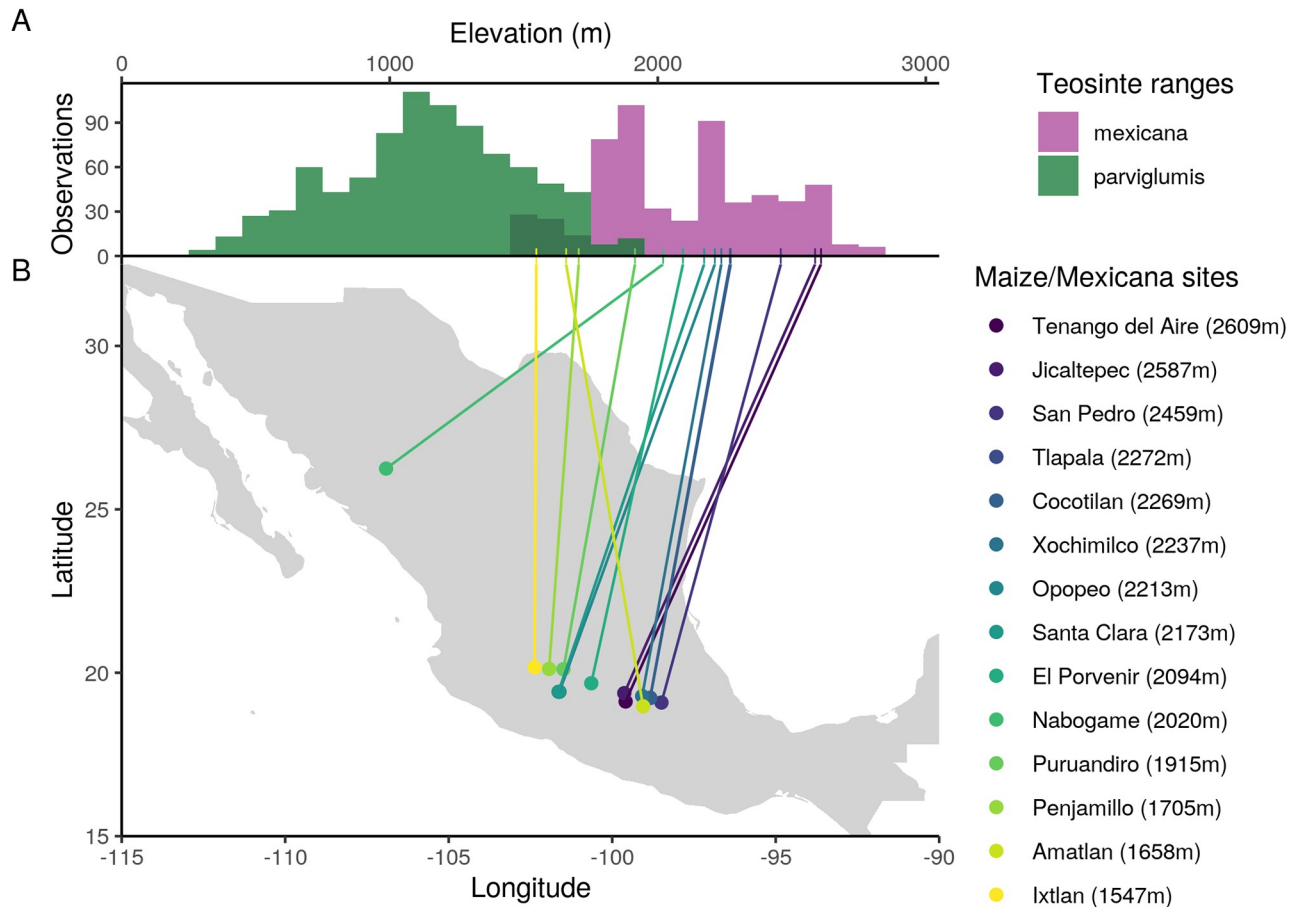 A
Elevation (m)
0 1000 2000 3000
Observations
90
60
30
0
Teosinte ranges
mexicana
parviglumis
B
Latitude
30
25
20
15
-115 -110 -105 -100 -95 -90
Longitude
Maize/Mexicana sites
Tenango del Aire (2609m)
Jicaltepec (2587m)
San Pedro (2459m)
Tlapala (2272m)
Cocotilan (2269m)
Xochimilco (2237m)
Opopeo (2213m)
Santa Clara (2173m)
El Porvenir (2094m)
Nabogame (2020m)
Puruandiro (1915m)
Penjamillo (1705m)
Amatlan (1658m)
Ixtlan (1547m)